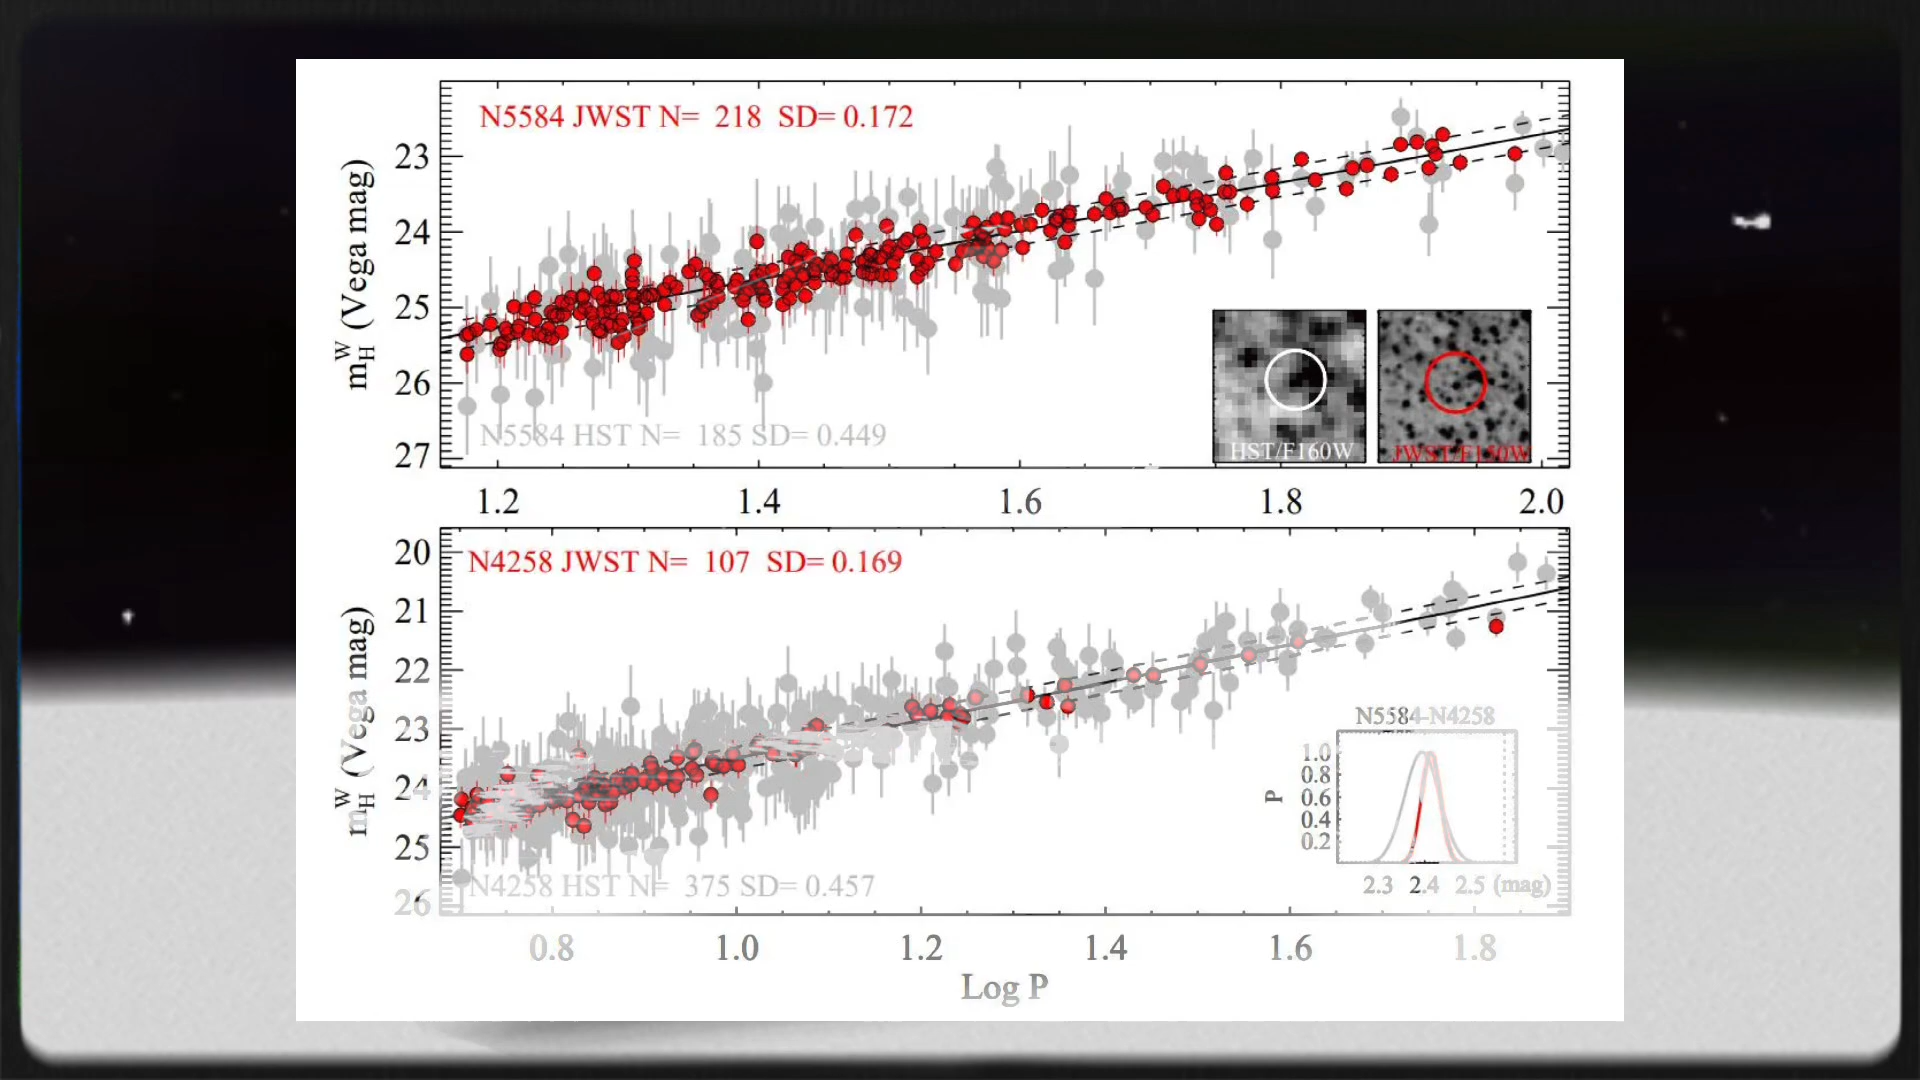 N5584 JWST N= 218 SD= 0.172
23
24
25
26
27
m_H^W (Vega mag)
N5584 HST N= 185 SD= 0.449
HST/F160W
JWST/F150W
1.2 1.4 1.6 1.8 2.0
N4258 JWST N= 107 SD= 0.169
20
21
22
23
24
25
26
m_H^W (Vega mag)
N5584-N4258
1.0
0.8
0.6
0.4
0.2
P
2.3 2.4 2.5 (mag)
N4258 HST N= 375 SD= 0.457
0.8 1.0 1.2 1.4 1.6 1.8
Log P